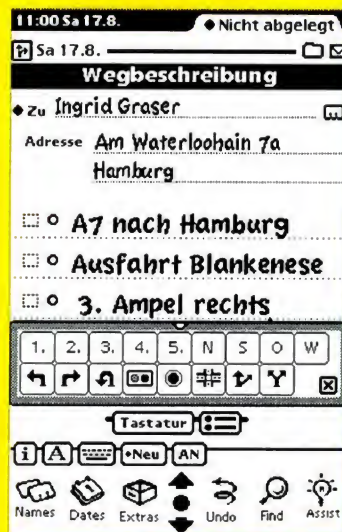 11:00 Sa 17.8. ◆ Nicht abgelegt
Sa 17.8.
Wegbeschreibung
◆ Zu Ingrid Graser
Adresse Am Waterloohain 7a
Hamburg
A7 nach Hamburg
Ausfahrt Blankenese
3. Ampel rechts
1. 2. 3. 4. 5. N S O W
Tastatur
i A •Neu AN
Names Dates Extras Undo Find Assist